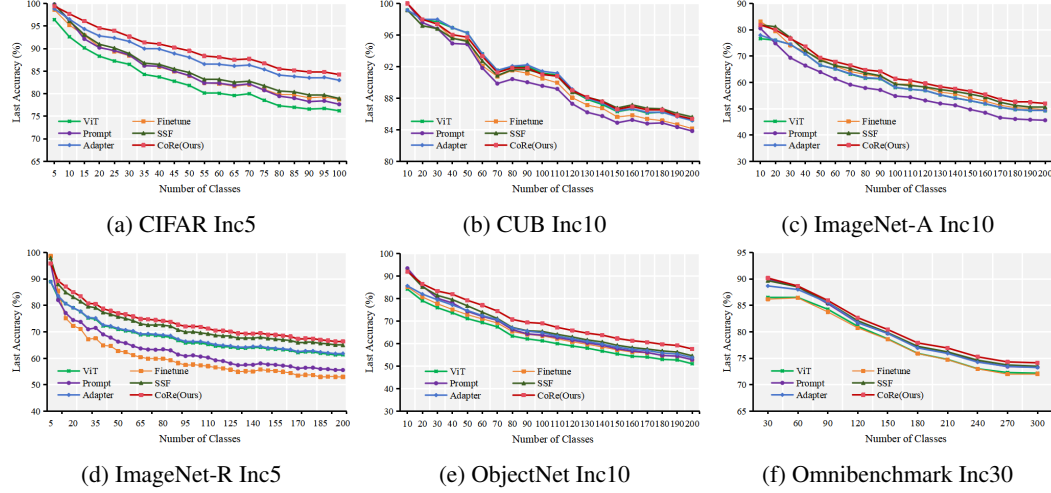 100
95
90
85
80
75
70
65
Last Accuracy (%)
ViT
Finetune
Prompt
SSF
Adapter
CoRe(Ours)
5 10 15 20 25 30 35 40 45 50 55 60 65 70 75 80 85 90 95 100
Number of Classes
(a) CIFAR Inc5
100
96
92
88
84
80
Last Accuracy (%)
ViT
Finetune
Prompt
SSF
Adapter
CoRe(Ours)
10 20 30 40 50 60 70 80 90 100 110 120 130 140 150 160 170 180 190 200
Number of Classes
(b) CUB Inc10
90
80
70
60
50
40
30
Last Accuracy (%)
ViT
Finetune
Prompt
SSF
Adapter
CoRe(Ours)
10 20 30 40 50 60 70 80 90 100 110 120 130 140 150 160 170 180 190 200
Number of Classes
(c) ImageNet-A Inc10
100
90
80
70
60
50
40
Last Accuracy (%)
ViT
Finetune
Prompt
SSF
Adapter
CoRe(Ours)
5 20 35 50 65 80 95 110 125 140 155 170 185 200
Number of Classes
(d) ImageNet-R Inc5
100
90
80
70
60
50
40
30
Last Accuracy (%)
ViT
Finetune
Prompt
SSF
Adapter
CoRe(Ours)
10 20 30 40 50 60 70 80 90 100 110 120 130 140 150 160 170 180 190 200
Number of Classes
(e) ObjectNet Inc10
95
90
85
80
75
70
65
Last Accuracy (%)
ViT
Finetune
Prompt
SSF
Adapter
CoRe(Ours)
30 60 90 120 150 180 210 240 270 300
Number of Classes
(f) Omnibenchmark Inc30